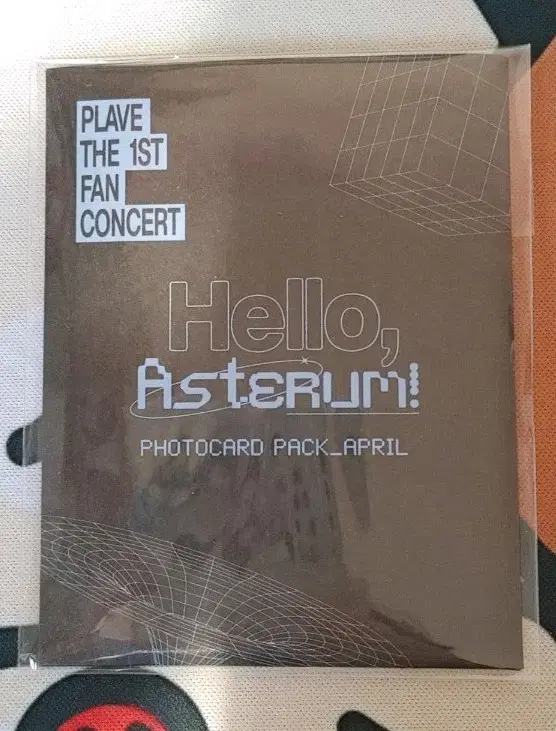 PLAVE
THE 1ST
FAN
CONCERT
Hello,
Asterum!
PHOTOCARD PACK_APRIL